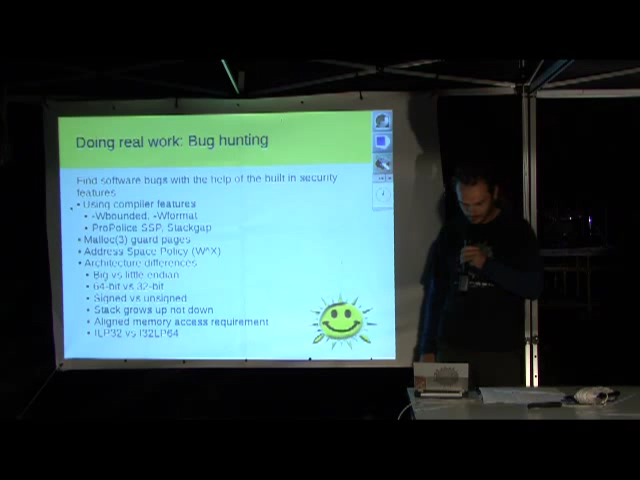 Doing real work: Bug hunting
Find software bugs with the help of the built in security
features
• Using compiler features
• -Wbounded, -Wformat
• ProPolice SSP, Stackgap
• Malloc(3) guard pages
• Address Space Policy (W^X)
• Architecture differences
• Big vs little endian
• 64-bit vs 32-bit
• Signed vs unsigned
• Stack grows up not down
• Aligned memory access requirement
• ILP32 vs I32LP64